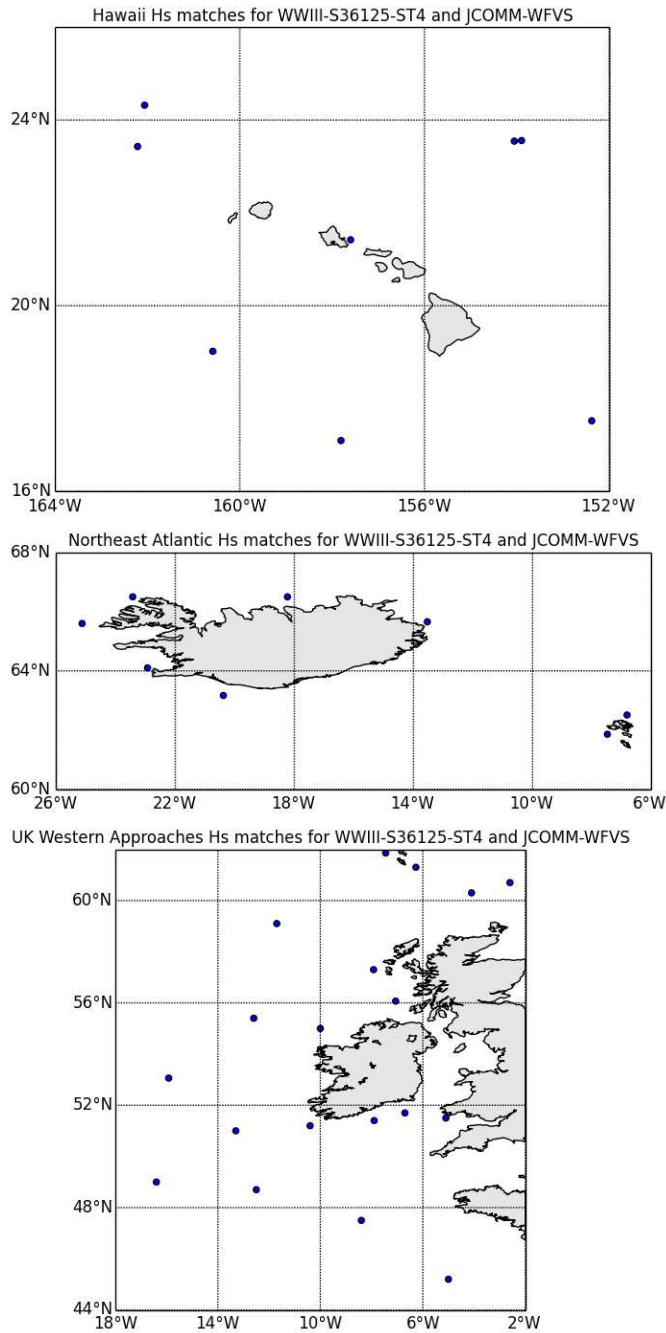 Hawaii Hs matches for WWIII-S36125-ST4 and JCOMM-WFVS
24°N
20°N
16°N
164°W 160°W 156°W 152°W
Northeast Atlantic Hs matches for WWIII-S36125-ST4 and JCOMM-WFVS
68°N
64°N
60°N
26°W 22°W 18°W 14°W 10°W 6°W
UK Western Approaches Hs matches for WWIII-S36125-ST4 and JCOMM-WFVS
60°N
56°N
52°N
48°N
44°N
18°W 14°W 10°W 6°W 2°W